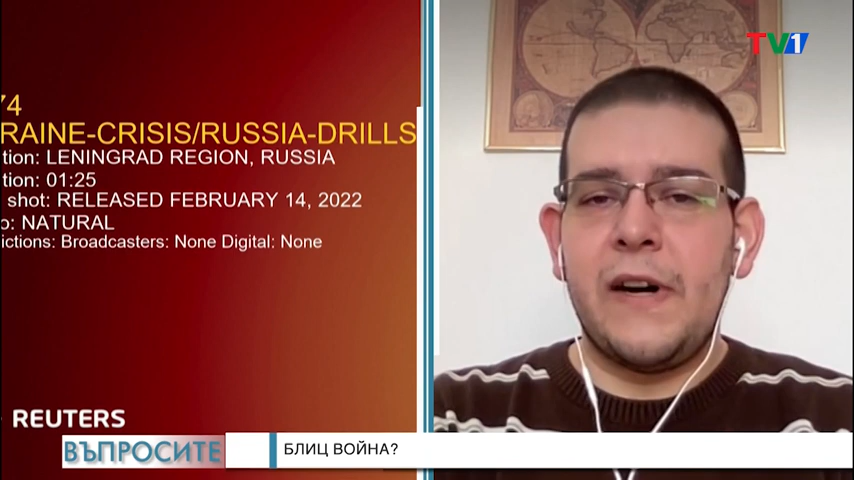 TV1
74
RAINE-CRISIS/RUSSIA-DRILLS
tion: LENINGRAD REGION, RUSSIA
tion: 01:25
shot: RELEASED FEBRUARY 14, 2022
o: NATURAL
ictions: Broadcasters: None Digital: None
REUTERS
ВЪПРОСИТЕ
БЛИЦ ВОЙНА?